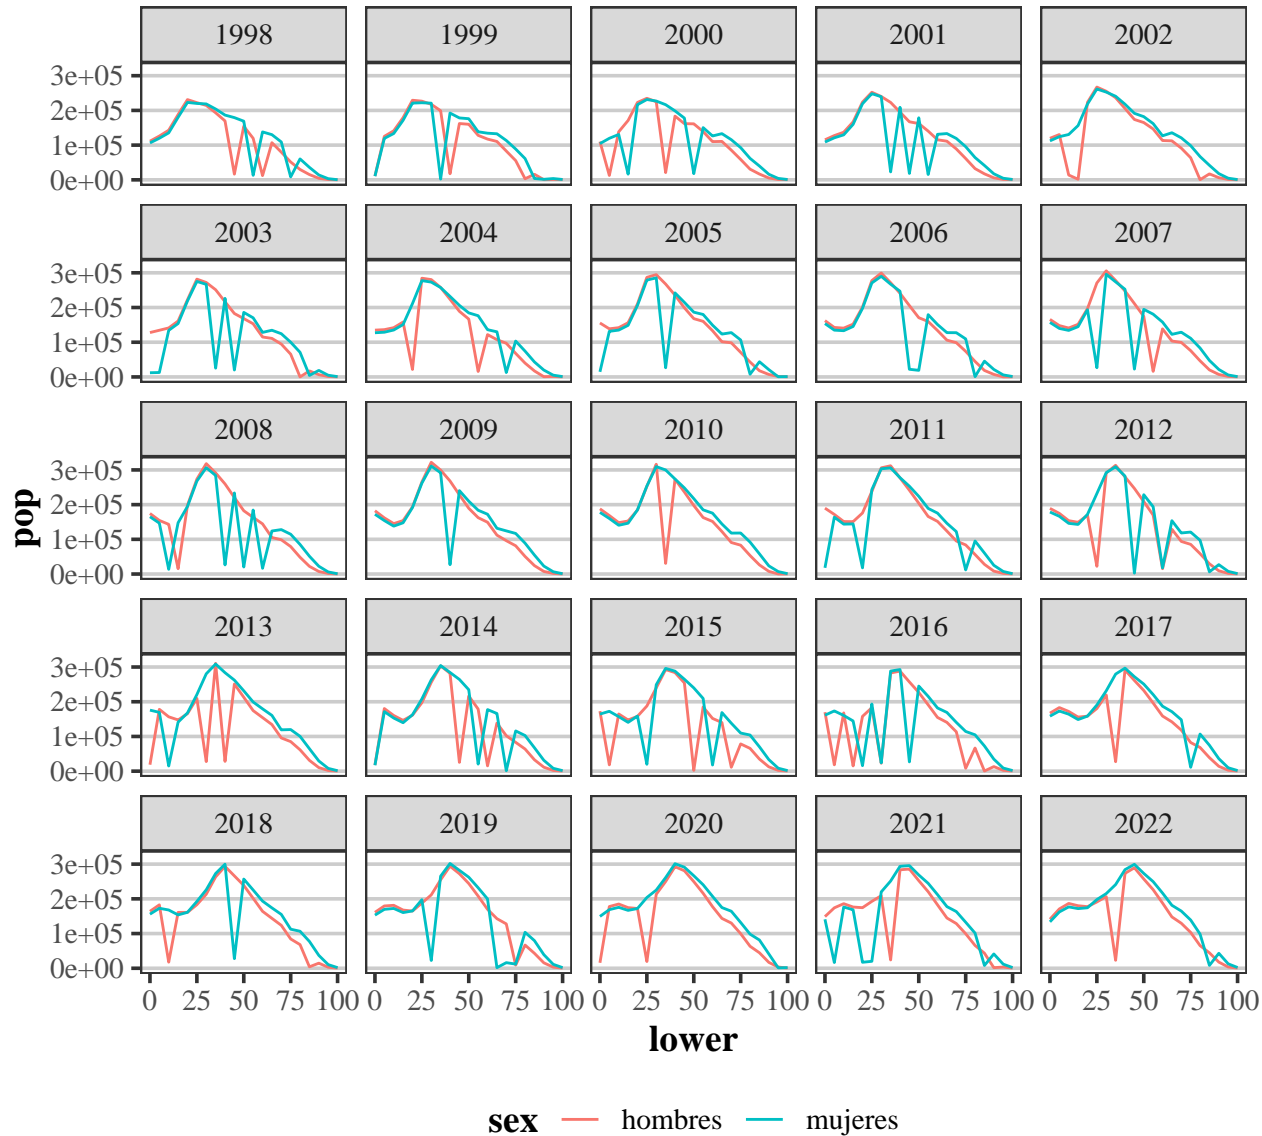 1998 1999 2000 2001 2002
3e+05
2e+05
1e+05
0e+00
2003 2004 2005 2006 2007
3e+05
2e+05
1e+05
0e+00
2008 2009 2010 2011 2012
3e+05
2e+05
1e+05
0e+00
pop
2013 2014 2015 2016 2017
3e+05
2e+05
1e+05
0e+00
2018 2019 2020 2021 2022
3e+05
2e+05
1e+05
0e+00
0 25 50 75 100 0 25 50 75 100 0 25 50 75 100 0 25 50 75 100 0 25 50 75 100
lower
sex hombres mujeres